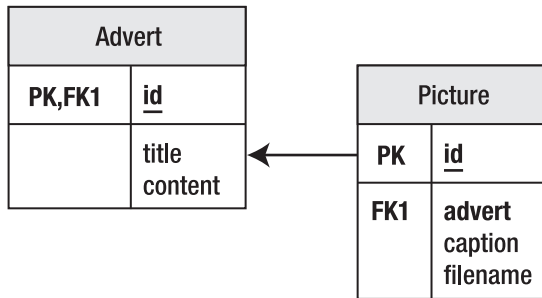 Advert
PK,FK1 id
title
content
Picture
PK id
FK1 advert
caption
filename